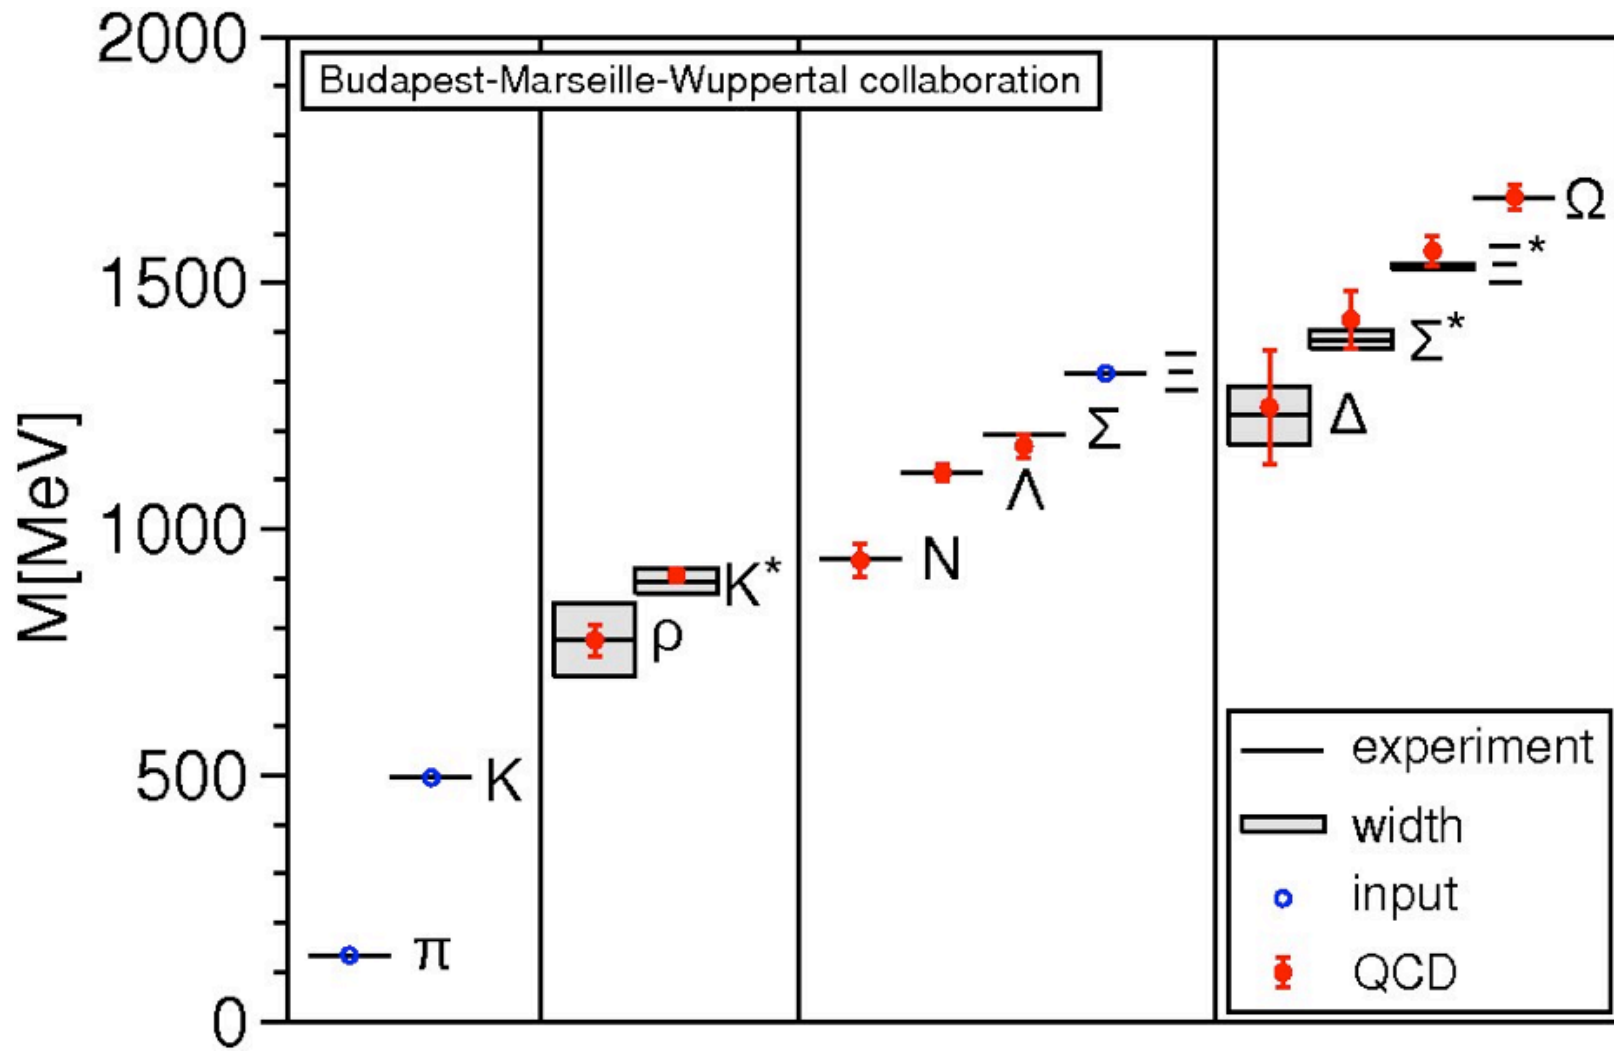 2000
Budapest-Marseille-Wuppertal collaboration
1500
1000
500
0
M[MeV]
π
K
ρ
K*
N
Λ
Σ
Ξ
Δ
Σ*
Ξ*
Ω
experiment
width
input
QCD